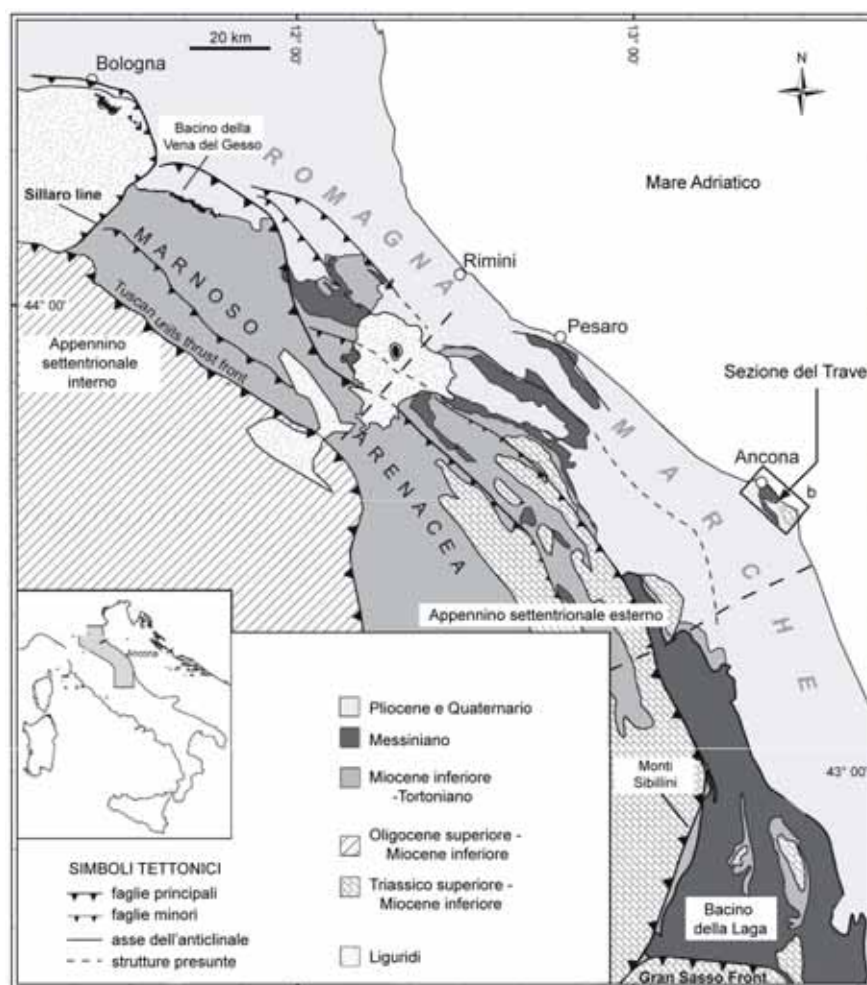 20 km
12° 00'
13° 00'
N
Bologna
Bacino della
Vena del Gesso
ROMAGNA
Mare Adriatico
Sillaro line
MARNOSO
Rimini
44° 00'
Tuscan units thrust front
Pesaro
Appennino
settentrionale
interno
Sezione del Trave
MARCHE
Ancona
b
ARENACEA
Appennino settentrionale esterno
Ancona
Pliocene e Quaternario
Messiniano
Miocene inferiore
-Tortoniano
Monti
Sibillini
43° 00'
Oligocene superiore -
Miocene inferiore
SIMBOLI TETTONICI
faglie principali
faglie minori
asse dell'anticlinale
strutture presunte
Triassico superiore -
Miocene inferiore
Liguridi
Bacino
della Laga
Gran Sasso Front